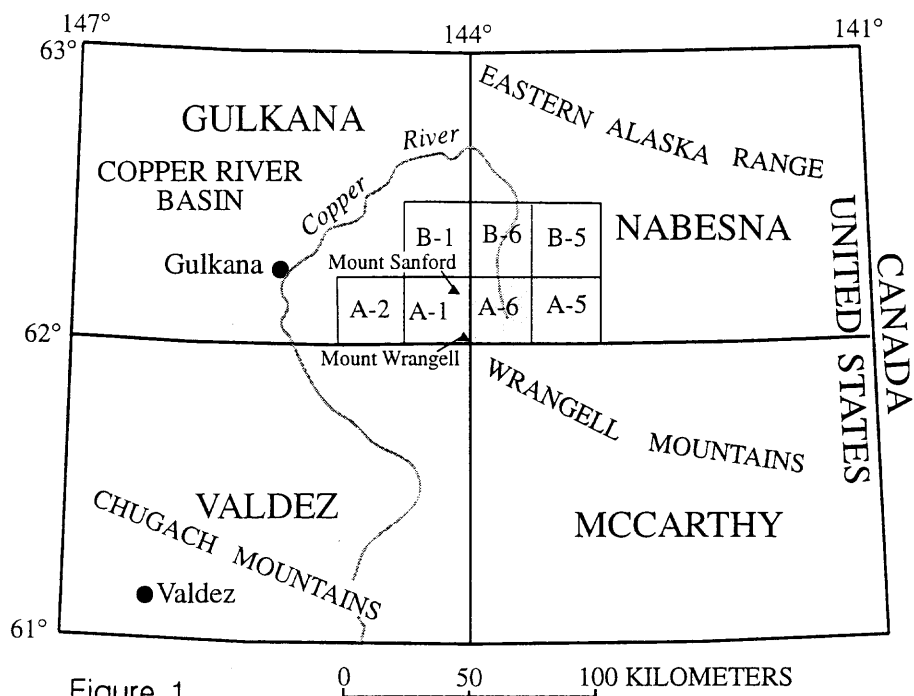 147°
144°
141°
63°
EASTERN ALASKA RANGE
GULKANA
River
COPPER RIVER
BASIN
Copper
B-1
B-6
B-5
NABESNA
UNITED STATES
CANADA
Gulkana
Mount Sanford
A-2
A-1
A-6
A-5
62°
Mount Wrangell
WRANGELL MOUNTAINS
VALDEZ
MCCARTHY
CHUGACH MOUNTAINS
Valdez
61°
0 50 100 KILOMETERS
Figure 1